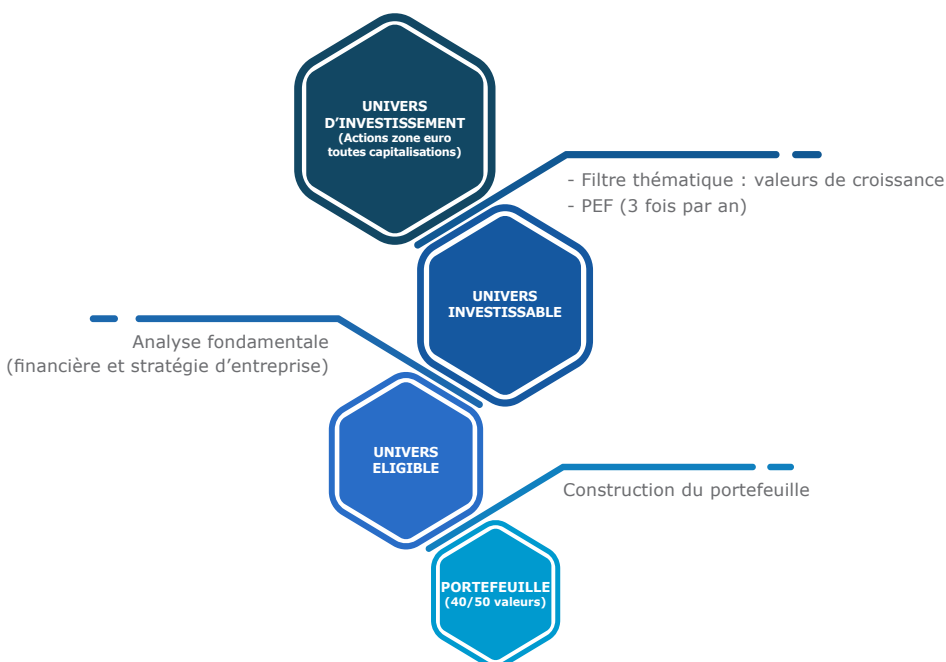 UNIVERS
D’INVESTISSEMENT
(Actions zone euro
toutes capitalisations)
- Filtre thématique : valeurs de croissance
- PEF (3 fois par an)
UNIVERS
INVESTISSABLE
Analyse fondamentale
(financière et stratégie d’entreprise)
UNIVERS
ELIGIBLE
Construction du portefeuille
PORTEFEUILLE
(40/50 valeurs)